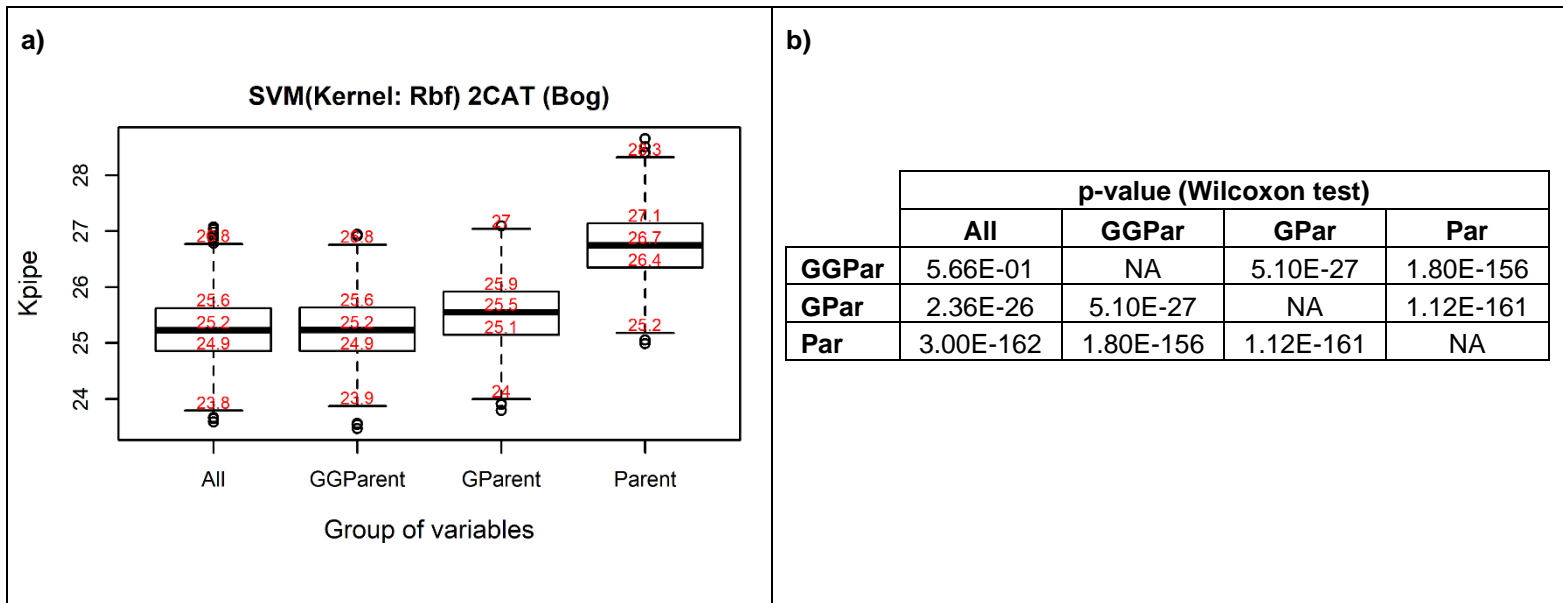 a)
SVM(Kernel: Rbf) 2CAT (Bog)
Kpipe
28
27
26
25
24
26.8
25.6
25.2
24.9
23.8
26.8
25.6
25.2
24.9
23.9
27
25.9
25.5
25.1
24
28.3
27.1
26.7
26.4
25.2
All GGParent GParent Parent
Group of variables
b)
p-value (Wilcoxon test)
All GGPar GPar Par
GGPar 5.66E-01 NA 5.10E-27 1.80E-156
GPar 2.36E-26 5.10E-27 NA 1.12E-161
Par 3.00E-162 1.80E-156 1.12E-161 NA